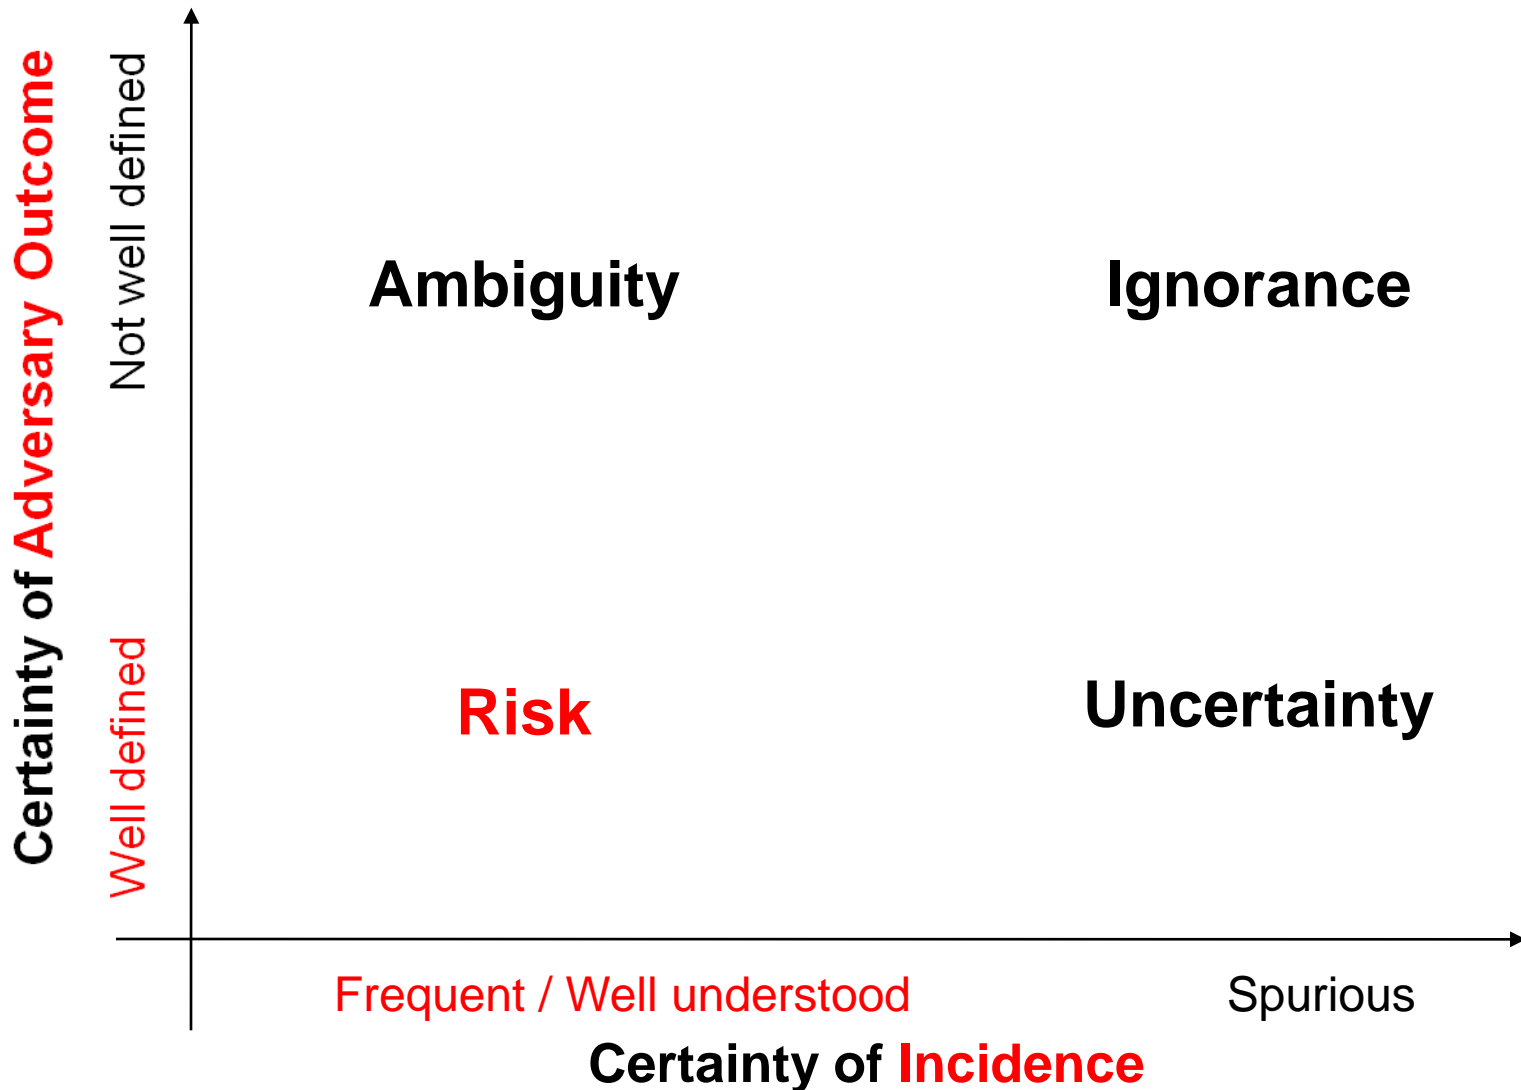 Certainty of Adversary Outcome
Not well defined
Well defined
Ambiguity
Ignorance
Risk
Uncertainty
Frequent / Well understood
Spurious
Certainty of Incidence